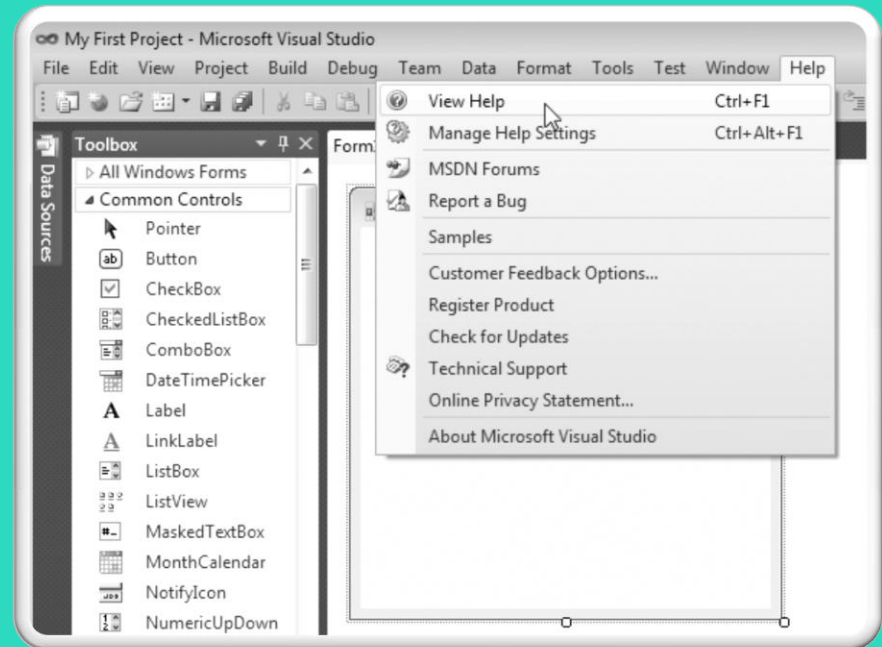 My First Project - Microsoft Visual Studio
File Edit View Project Build Debug Team Data Format Tools Test Window Help
View Help Ctrl+F1
Manage Help Settings Ctrl+Alt+F1
MSDN Forums
Report a Bug
Samples
Customer Feedback Options...
Register Product
Check for Updates
Technical Support
Online Privacy Statement...
About Microsoft Visual Studio
Data Sources
Toolbox
All Windows Forms
Common Controls
Pointer
ab Button
CheckBox
CheckedListBox
ComboBox
DateTimePicker
A Label
A LinkLabel
ListBox
ListView
#_ MaskedTextBox
MonthCalendar
NotifyIcon
NumericUpDown